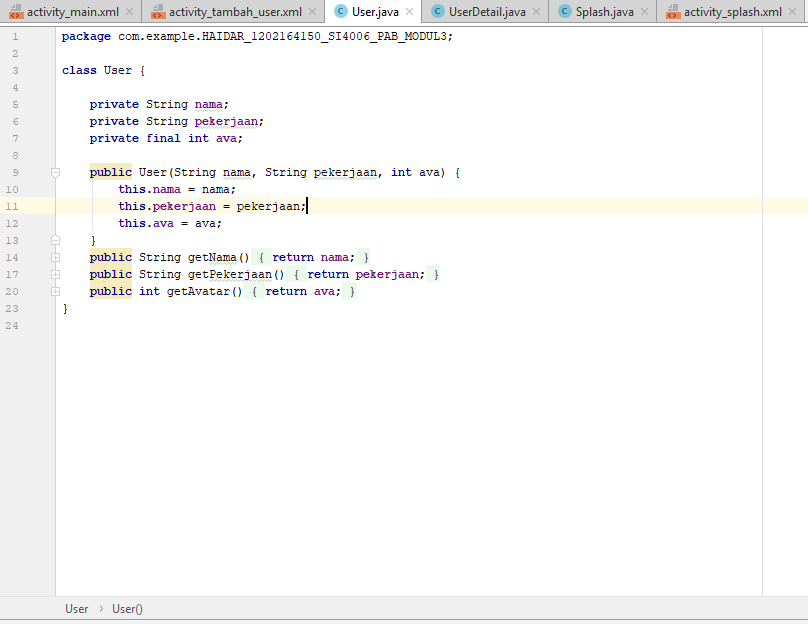 activity_main.xml × activity_tambah_user.xml × User.java × UserDetail.java × Splash.java × activity_splash.xml ×
1 package com.example.HAIDAR_1202164150_SI4006_PAB_MODUL3;
2
3 class User {
4
5 private String nama;
6 private String pekerjaan;
7 private final int ava;
8
9 public User(String nama, String pekerjaan, int ava) {
10 this.nama = nama;
11 this.pekerjaan = pekerjaan;
12 this.ava = ava;
13 }
14 public String getNama() { return nama; }
17 public String getPekerjaan() { return pekerjaan; }
20 public int getAvatar() { return ava; }
23 }
24
User › User()